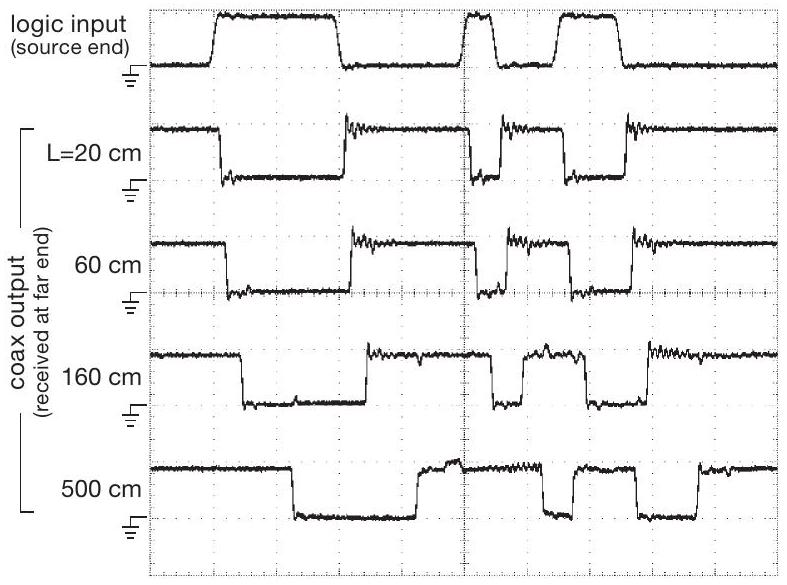 logic input
(source end)
L=20 cm
60 cm
coax output
(received at far end)
160 cm
500 cm